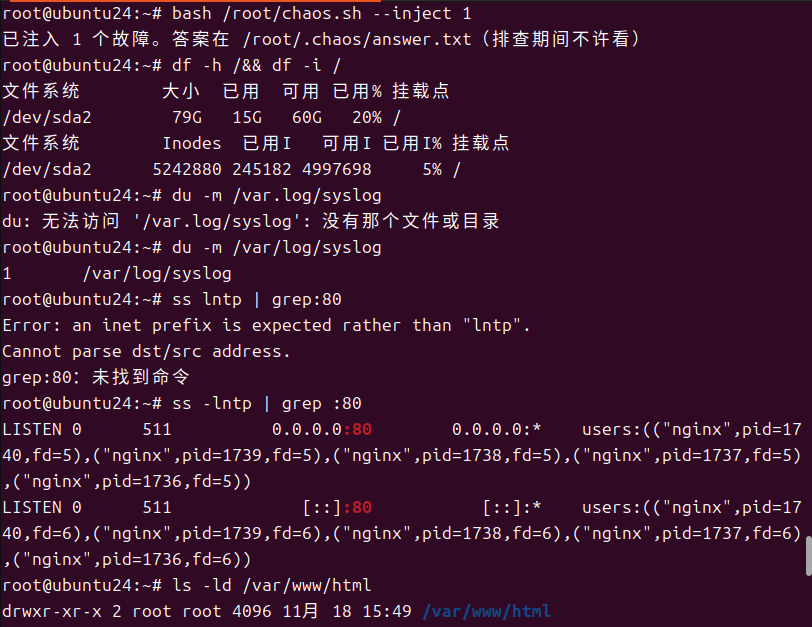 root@ubuntu24:~# bash /root/chaos.sh --inject 1
已注入 1 个故障。答案在 /root/.chaos/answer.txt（排查期间不许看）
root@ubuntu24:~# df -h /&& df -i /
文件系统 大小 已用 可用 已用% 挂载点
/dev/sda2 79G 15G 60G 20% /
文件系统 Inodes 已用I 可用I 已用I% 挂载点
/dev/sda2 5242880 245182 4997698 5% /
root@ubuntu24:~# du -m /var.log/syslog
du: 无法访问 '/var.log/syslog': 没有那个文件或目录
root@ubuntu24:~# du -m /var/log/syslog
1 /var/log/syslog
root@ubuntu24:~# ss lntp | grep:80
Error: an inet prefix is expected rather than "lntp".
Cannot parse dst/src address.
grep:80：未找到命令
root@ubuntu24:~# ss -lntp | grep :80
LISTEN 0 511 0.0.0.0:80 0.0.0.0:* users:(("nginx",pid=17
40,fd=5),("nginx",pid=1739,fd=5),("nginx",pid=1738,fd=5),("nginx",pid=1737,fd=5)
,("nginx",pid=1736,fd=5))
LISTEN 0 511 [::]:80 [::]:* users:(("nginx",pid=17
40,fd=6),("nginx",pid=1739,fd=6),("nginx",pid=1738,fd=6),("nginx",pid=1737,fd=6)
,("nginx",pid=1736,fd=6))
root@ubuntu24:~# ls -ld /var/www/html
drwxr-xr-x 2 root root 4096 11月 18 15:49 /var/www/html